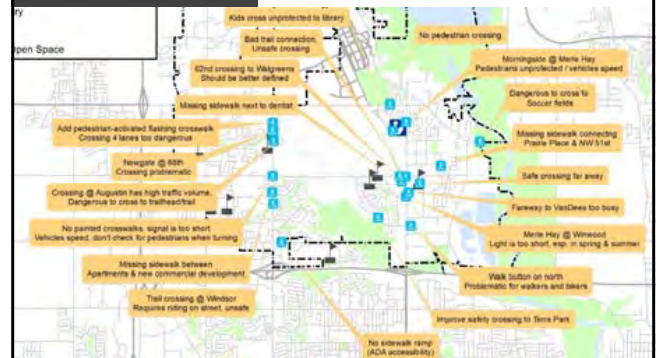 ry
Open Space
Kids cross unprotected to library
Bad trail connection,
Unsafe crossing
62nd crossing to Walgreens
Should be better defined
Missing sidewalk next to dentist
Add pedestrian-activated flashing crosswalk
Crossing 4 lanes too dangerous
Newgate @ 86th
Crossing problematic
Crossing @ Augustin has high traffic volume,
Dangerous to cross to trailhead/trail
No painted crosswalks, signal is too short
Vehicles speed, don't check for pedestrians when turning
Missing sidewalk between
Apartments & new commercial development
Trail crossing @ Windsor
Requires riding on street, unsafe
No sidewalk ramp
(ADA accessibility)
No pedestrian crossing
Morningside @ Merle Hay
Pedestrians unprotected / vehicles speed
Dangerous to cross to
Soccer fields
Missing sidewalk connecting
Prairie Place & NW 51st
Safe crossing far away
Fareway to VanDees too busy
Merle Hay @ Winwood
Light is too short, esp. in spring & summer
Walk button on north
Problematic for walkers and bikers
Improve safety crossing to Terra Park